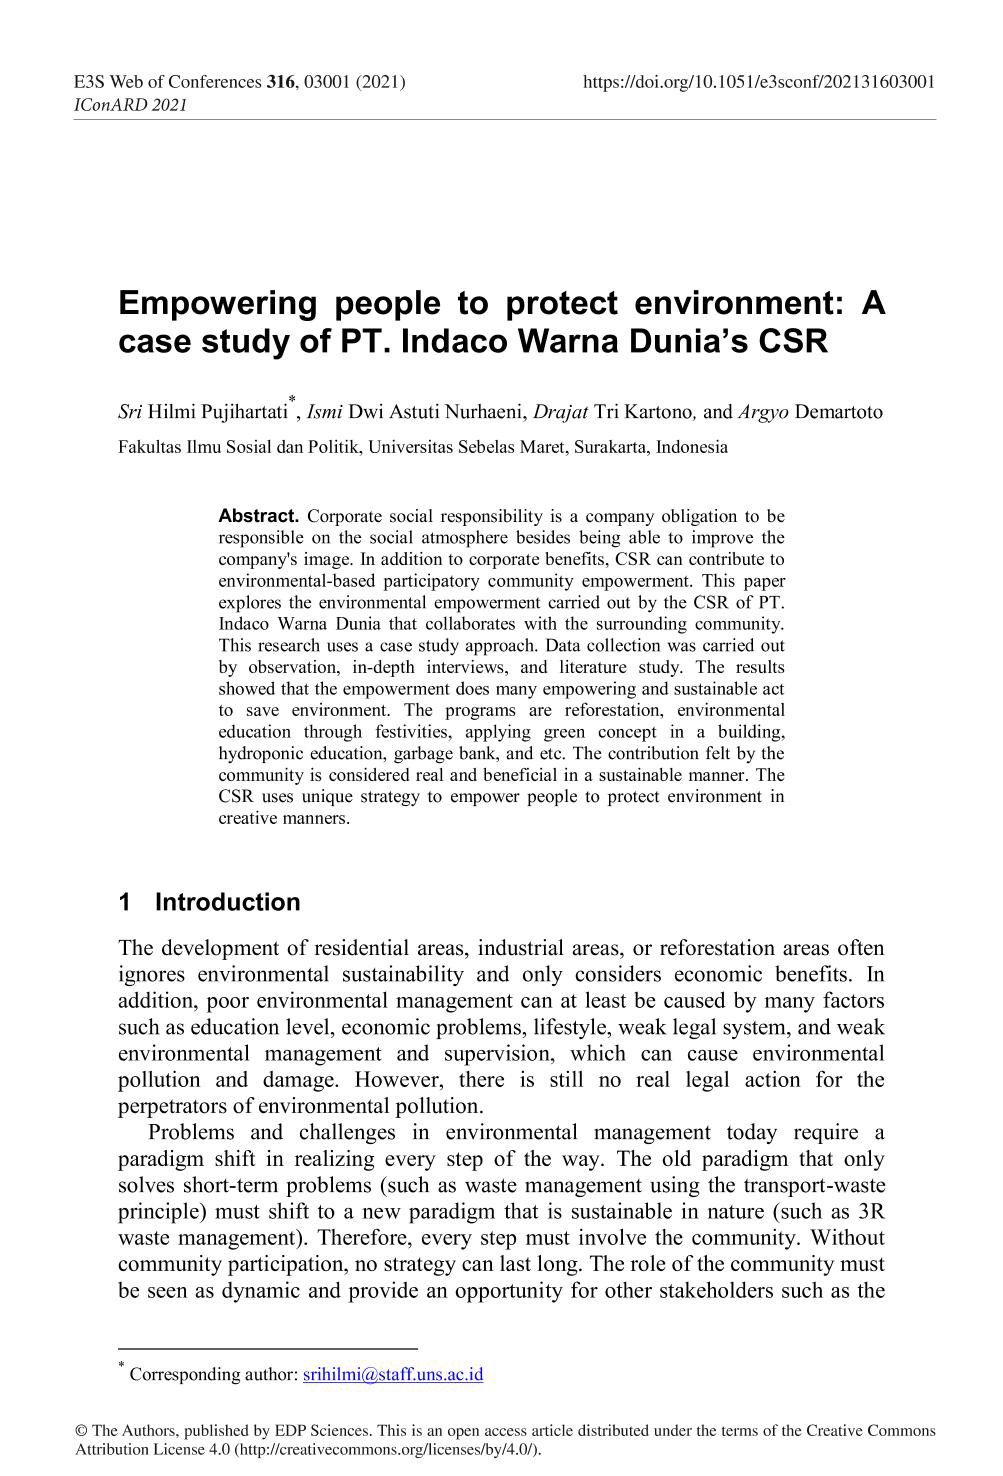 E3S Web of Conferences 316, 03001 (2021)
https://doi.org/10.1051/e3sconf/202131603001
IConARD 2021
Empowering people to protect environment: A
case study of PT. Indaco Warna Dunia’s CSR
Sri Hilmi Pujihartati*, Ismi Dwi Astuti Nurhaeni, Drajat Tri Kartono, and Argyo Demartoto
Fakultas Ilmu Sosial dan Politik, Universitas Sebelas Maret, Surakarta, Indonesia
Abstract. Corporate social responsibility is a company obligation to be
responsible on the social atmosphere besides being able to improve the
company's image. In addition to corporate benefits, CSR can contribute to
environmental-based participatory community empowerment. This paper
explores the environmental empowerment carried out by the CSR of PT.
Indaco Warna Dunia that collaborates with the surrounding community.
This research uses a case study approach. Data collection was carried out
by observation, in-depth interviews, and literature study. The results
showed that the empowerment does many empowering and sustainable act
to save environment. The programs are reforestation, environmental
education through festivities, applying green concept in a building,
hydroponic education, garbage bank, and etc. The contribution felt by the
community is considered real and beneficial in a sustainable manner. The
CSR uses unique strategy to empower people to protect environment in
creative manners.
1 Introduction
The development of residential areas, industrial areas, or reforestation areas often
ignores environmental sustainability and only considers economic benefits. In
addition, poor environmental management can at least be caused by many factors
such as education level, economic problems, lifestyle, weak legal system, and weak
environmental management and supervision, which can cause environmental
pollution and damage. However, there is still no real legal action for the
perpetrators of environmental pollution.
Problems and challenges in environmental management today require a
paradigm shift in realizing every step of the way. The old paradigm that only
solves short-term problems (such as waste management using the transport-waste
principle) must shift to a new paradigm that is sustainable in nature (such as 3R
waste management). Therefore, every step must involve the community. Without
community participation, no strategy can last long. The role of the community must
be seen as dynamic and provide an opportunity for other stakeholders such as the
* Corresponding author: srihilmi@staff.uns.ac.id
© The Authors, published by EDP Sciences. This is an open access article distributed under the terms of the Creative Commons
Attribution License 4.0 (http://creativecommons.org/licenses/by/4.0/).